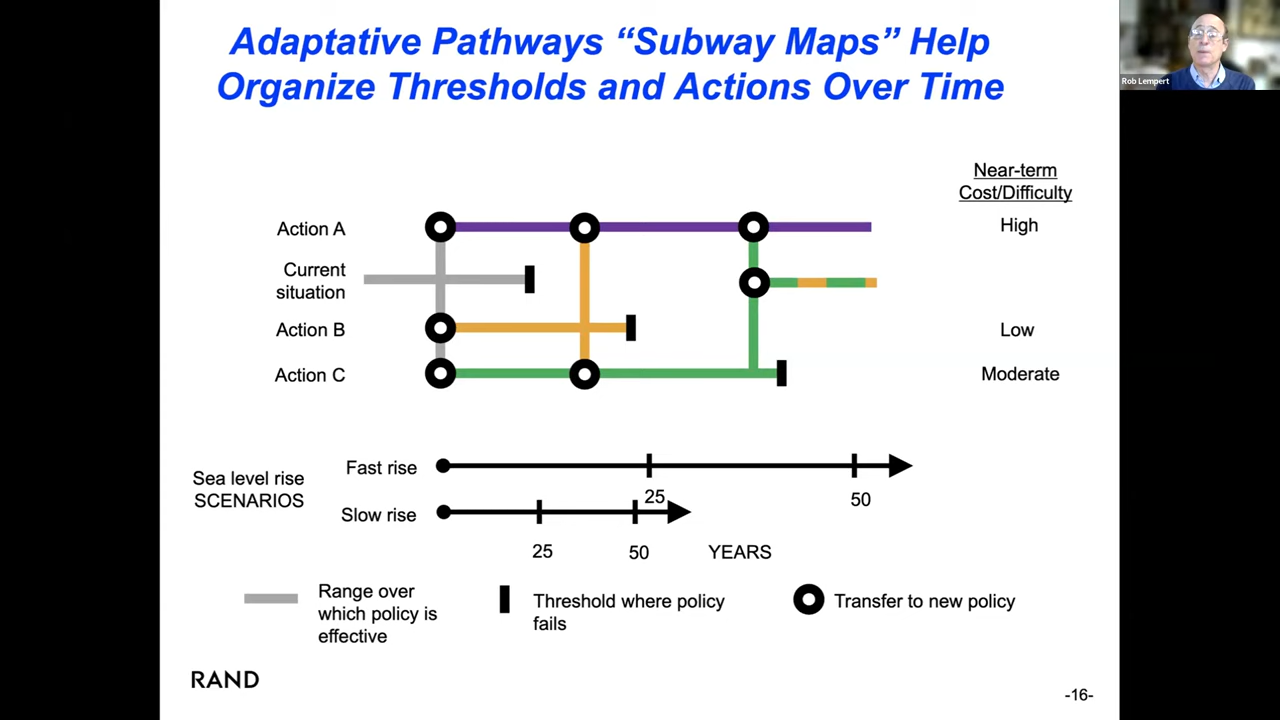 Adaptative Pathways “Subway Maps” Help
Organize Thresholds and Actions Over Time
Rob Lempert
Near-term
Cost/Difficulty
Action A
High
Current
situation
Action B
Low
Action C
Moderate
Sea level rise
SCENARIOS
Fast rise
25
50
Slow rise
25
50
YEARS
Range over
which policy is
effective
Threshold where policy
fails
Transfer to new policy
RAND
-16-